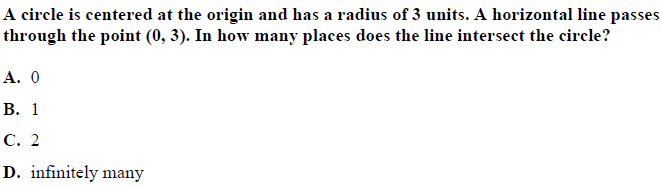 A circle is centered at the origin and has a radius of 3 units. A horizontal line passes
through the point (0, 3). In how many places does the line intersect the circle?
A. 0
B. 1
C. 2
D. infinitely many